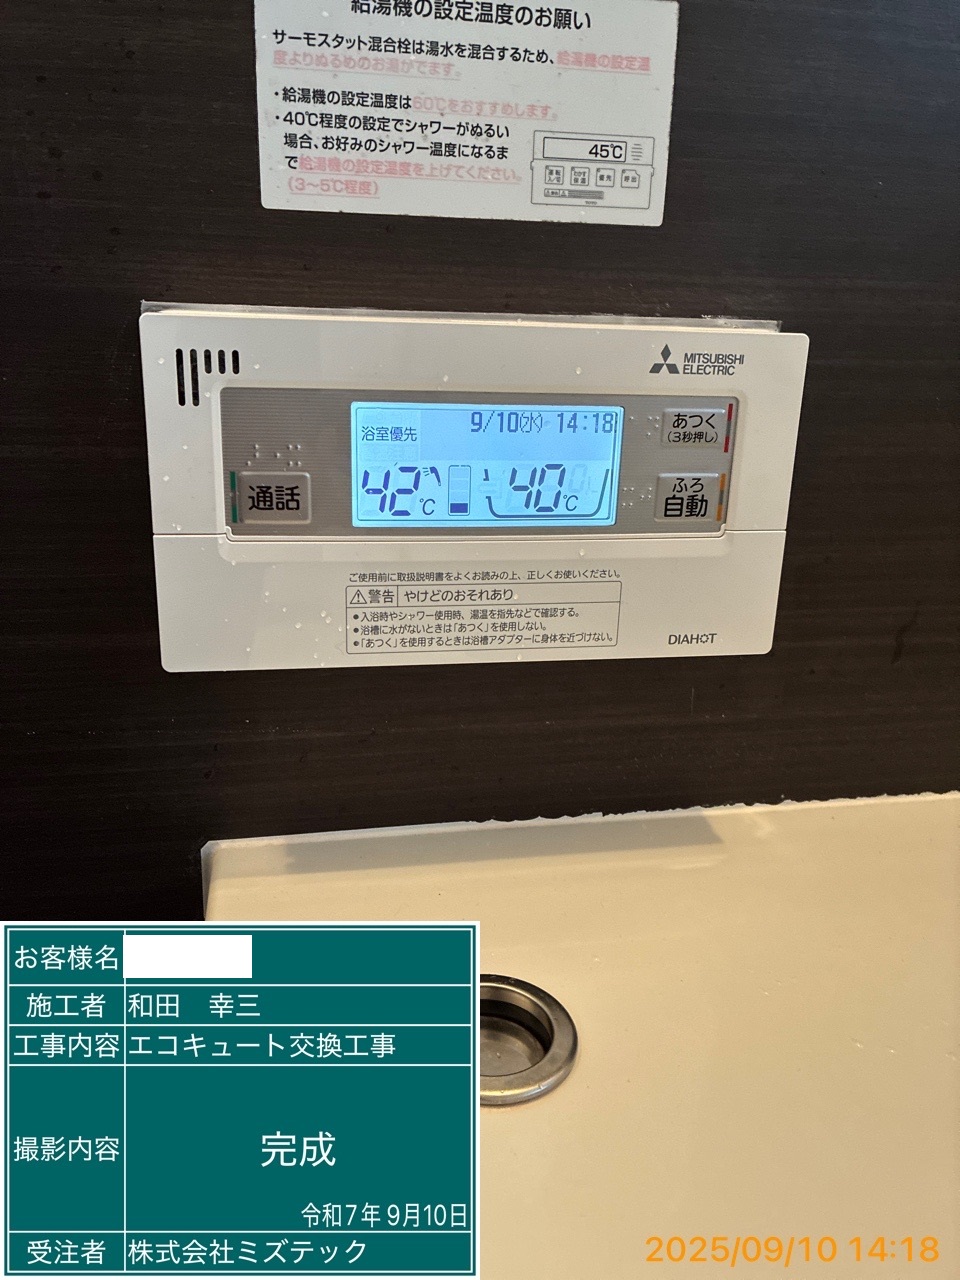 給湯機の設定温度のお願い
サーモスタット混合栓は湯水を混合するため、給湯機の設定温
度よりぬるめのお湯がでます。
・給湯機の設定温度は60℃をおすすめします。
・40℃程度の設定でシャワーがぬるい
場合、お好みのシャワー温度になるま
で給湯機の設定温度を上げてください。
(3~5℃程度)
45℃
MITSUBISHI
ELECTRIC
9/10(水) 14:18
浴室優先
42℃
40℃
あつく
(3秒押し)
通話
ふろ
自動
ご使用前に取扱説明書をよくお読みの上、正しくお使いください。
警告 やけどのおそれあり
●入浴時やシャワー使用時、湯温を指先などで確認する。
●浴槽に水がないときは「あつく」を使用しない。
●「あつく」を使用するときは浴槽アダプターに身体を近づけない。
DIAHOT
お客様名
施工者 和田 幸三
工事内容 エコキュート交換工事
撮影内容 完成
令和7年9月10日
受注者 株式会社ミズテック
2025/09/10 14:18